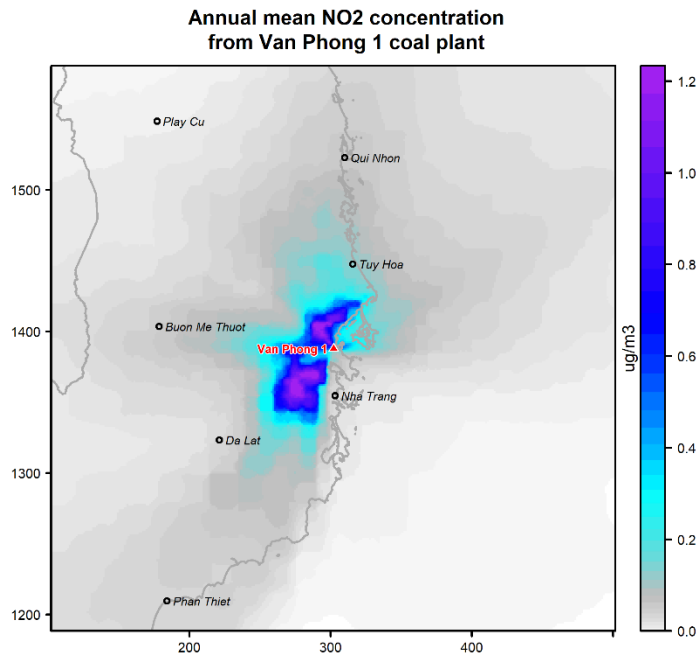 Annual mean NO2 concentration
from Van Phong 1 coal plant
Play Cu
Qui Nhon
Tuy Hoa
Buon Me Thuot
Van Phong 1
Nha Trang
Da Lat
Phan Thiet
1500
1400
1300
1200
200
300
400
ug/m3
1.2
1.0
0.8
0.6
0.4
0.2
0.0